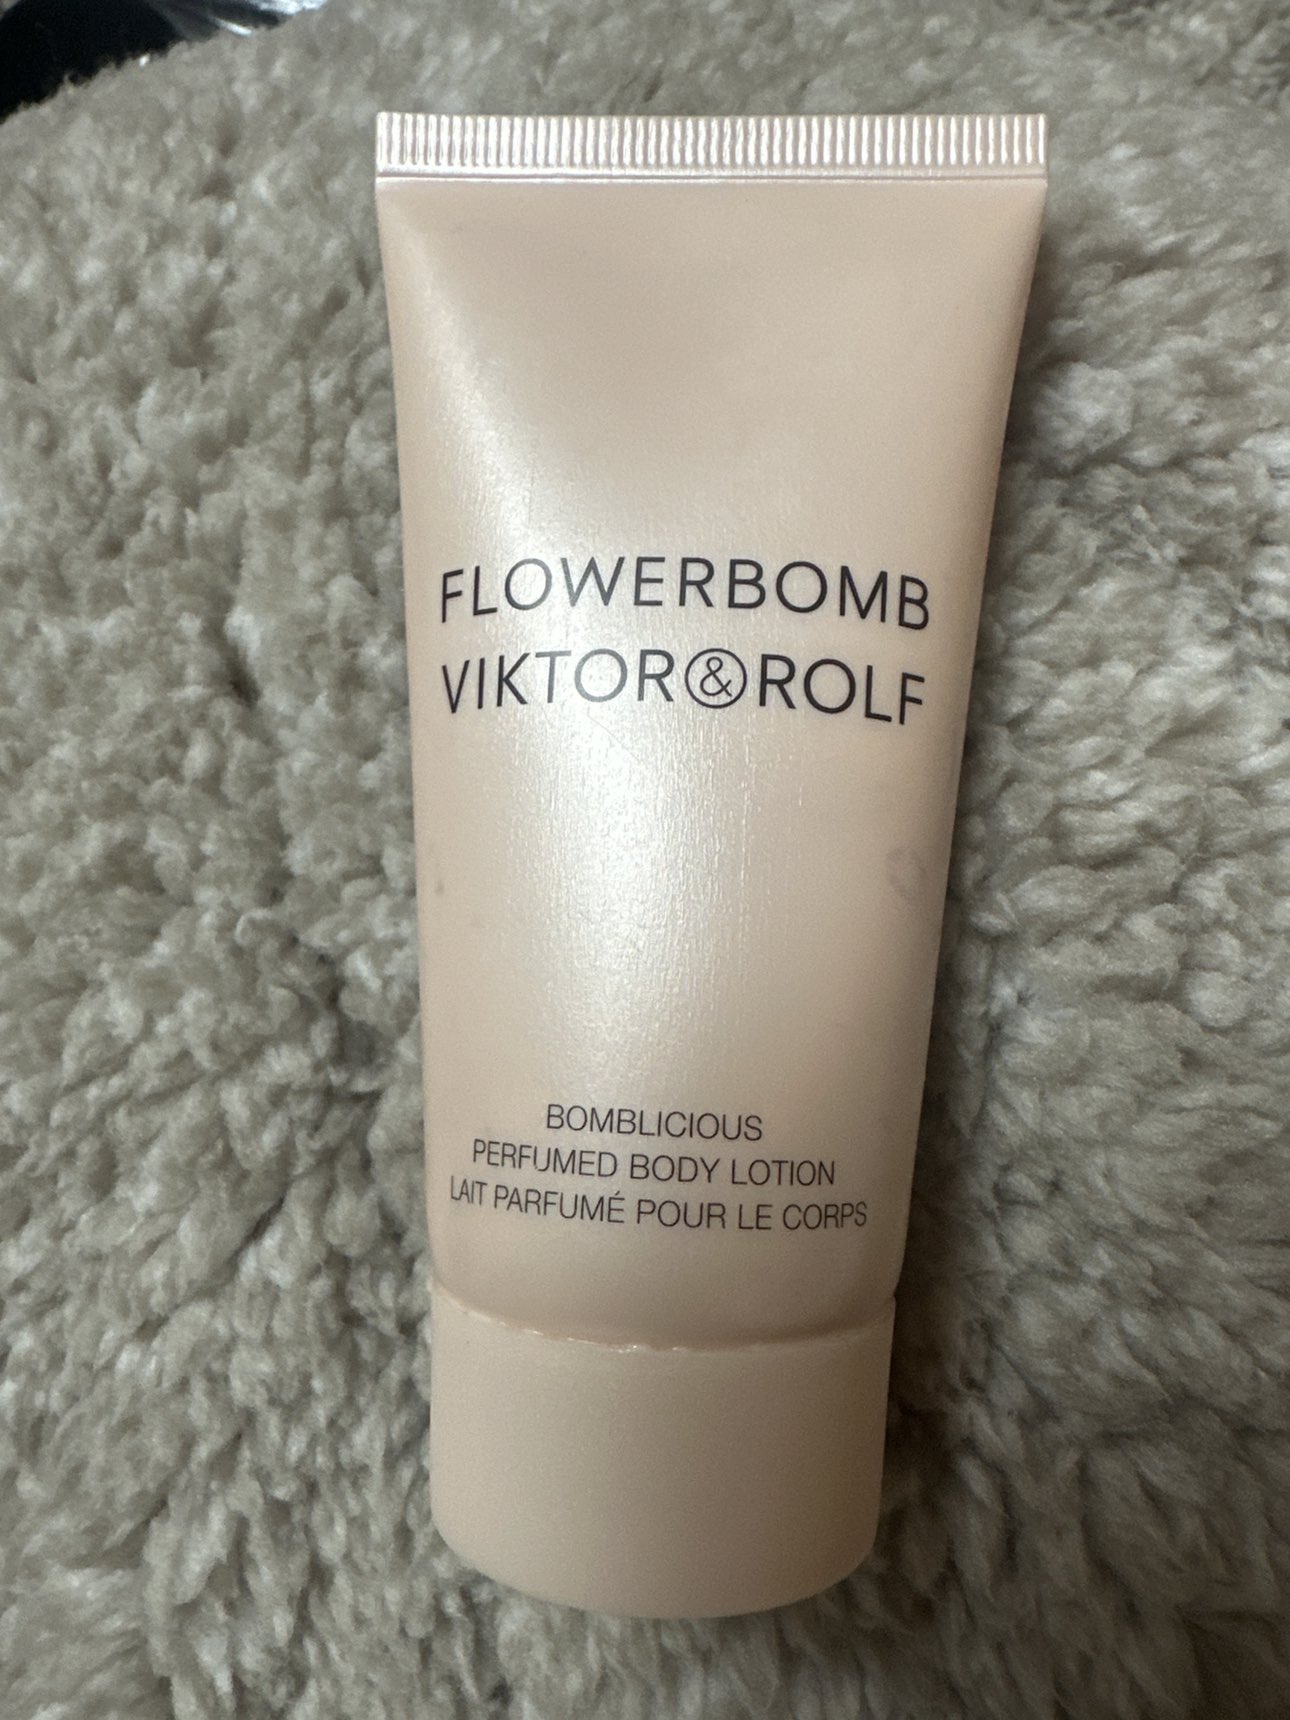 FLOWERBOMB
VIKTOR&ROLF
BOMBLICIOUS
PERFUMED BODY LOTION
LAIT PARFUMÉ POUR LE CORPS